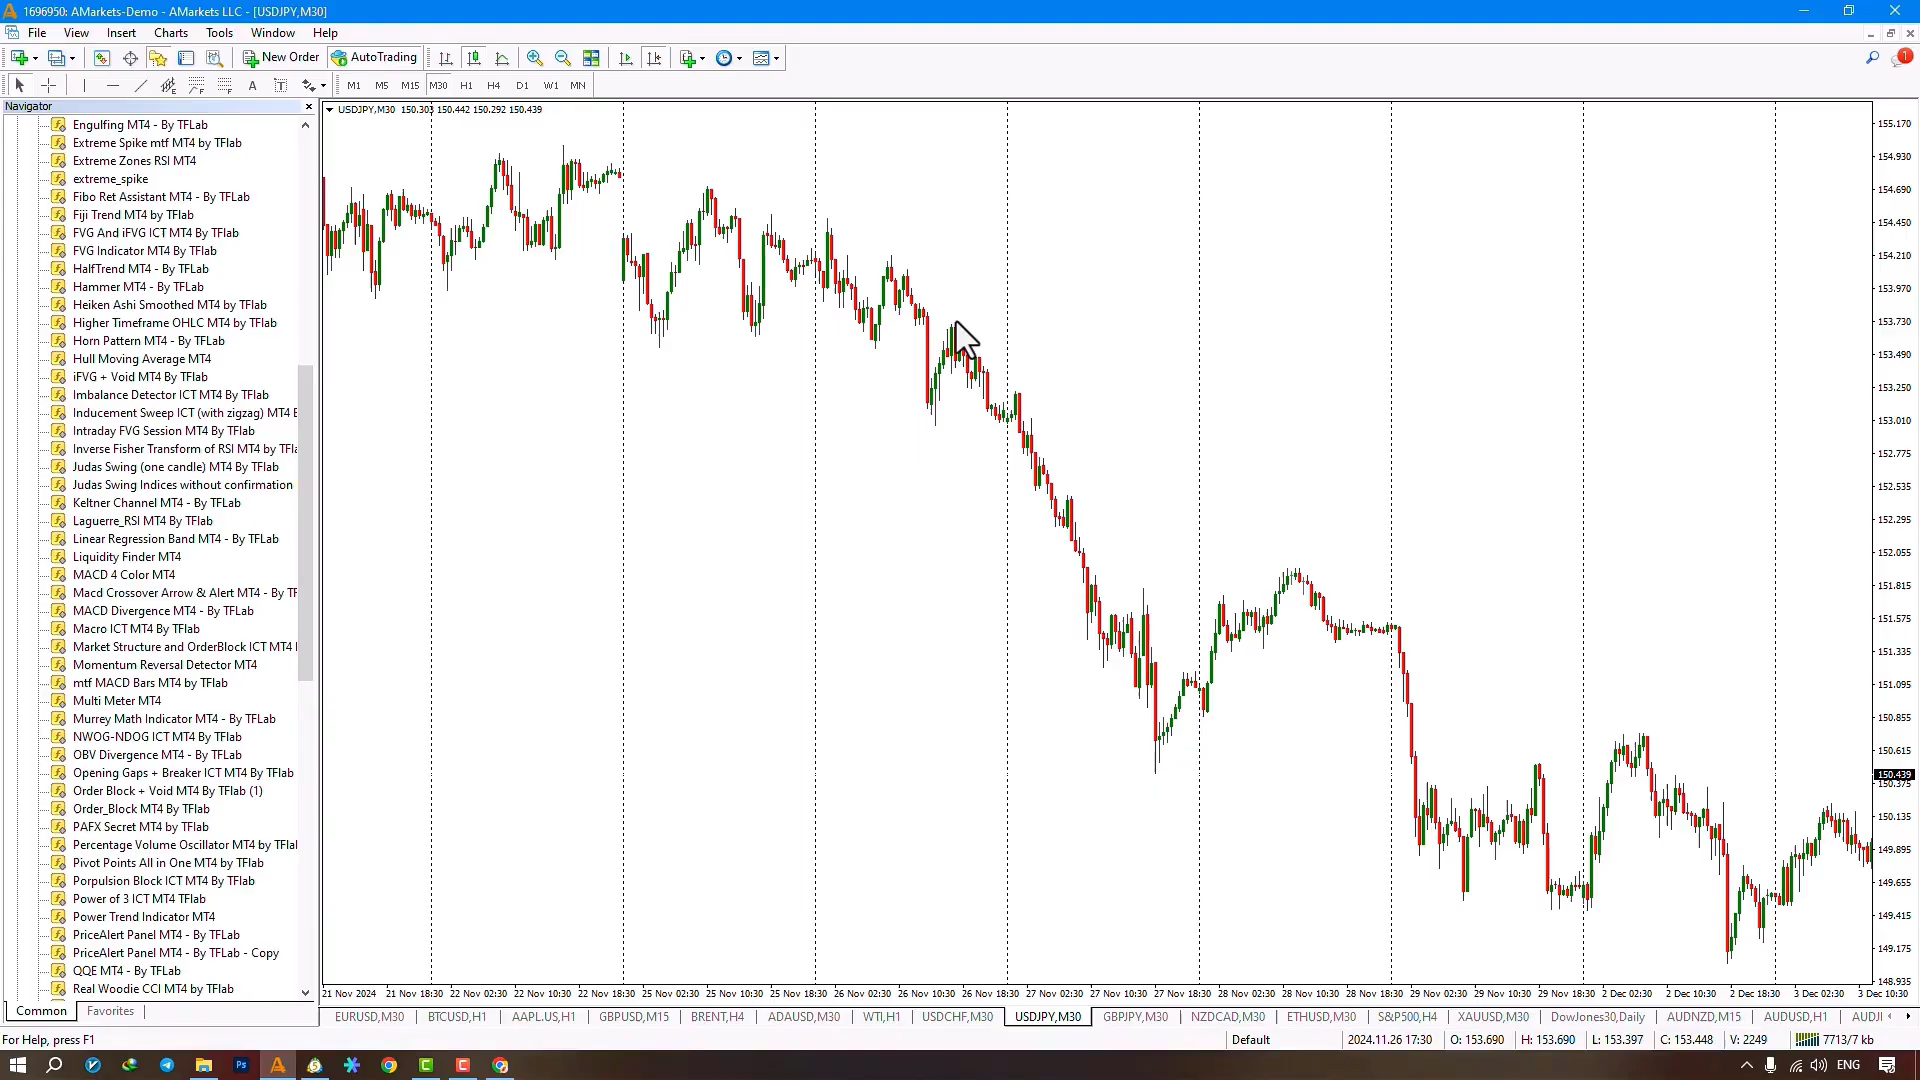 1696950: AMarkets-Demo - AMarkets LLC - [USDJPY,M30]
File View Insert Charts Tools Window Help
New Order AutoTrading
1
A T M1 M5 M15 M30 H1 H4 D1 W1 MN
Navigator
USDJPY,M30 150.303 150.442 150.292 150.439
Engulfing MT4 - By TFLab
Extreme Spike mtf MT4 by TFlab
Extreme Zones RSI MT4
extreme_spike
Fibo Ret Assistant MT4 - By TFLab
Fiji Trend MT4 by TFlab
FVG And iFVG ICT MT4 By TFlab
FVG Indicator MT4 By TFlab
HalfTrend MT4 - By TFLab
Hammer MT4 - By TFLab
Heiken Ashi Smoothed MT4 by TFlab
Higher Timeframe OHLC MT4 by TFlab
Horn Pattern MT4 - By TFLab
Hull Moving Average MT4
iFVG + Void MT4 By TFlab
Imbalance Detector ICT MT4 By TFlab
Inducement Sweep ICT (with zigzag) MT4 B
Intraday FVG Session MT4 By TFlab
Inverse Fisher Transform of RSI MT4 by TFla
Judas Swing (one candle) MT4 By TFlab
Judas Swing Indices without confirmation
Keltner Channel MT4 - By TFLab
Laguerre_RSI MT4 By TFlab
Linear Regression Band MT4 - By TFLab
Liquidity Finder MT4
MACD 4 Color MT4
Macd Crossover Arrow & Alert MT4 - By TF
MACD Divergence MT4 - By TFLab
Macro ICT MT4 By TFlab
Market Structure and OrderBlock ICT MT4
Momentum Reversal Detector MT4
mtf MACD Bars MT4 by TFlab
Multi Meter MT4
Murrey Math Indicator MT4 - By TFLab
NWOG-NDOG ICT MT4 By TFlab
OBV Divergence MT4 - By TFLab
Opening Gaps + Breaker ICT MT4 By TFlab
Order Block + Void MT4 By TFlab (1)
Order_Block MT4 By TFlab
PAFX Secret MT4 by TFlab
Percentage Volume Oscillator MT4 by TFlal
Pivot Points All in One MT4 by TFlab
Porpulsion Block ICT MT4 By TFlab
Power of 3 ICT MT4 TFlab
Power Trend Indicator MT4
PriceAlert Panel MT4 - By TFLab
PriceAlert Panel MT4 - By TFLab - Copy
QQE MT4 - By TFLab
Real Woodie CCI MT4 by TFlab
Common Favorites
155.170
154.930
154.690
154.450
154.210
153.970
153.730
153.490
153.250
153.010
152.775
152.535
152.295
152.055
151.815
151.575
151.335
151.095
150.855
150.615
150.439
150.375
150.135
149.895
149.655
149.415
149.175
148.935
21 Nov 2024 21 Nov 18:30 22 Nov 02:30 22 Nov 10:30 22 Nov 18:30 25 Nov 02:30 25 Nov 10:30 25 Nov 18:30 26 Nov 02:30 26 Nov 10:30 26 Nov 18:30 27 Nov 02:30 27 Nov 10:30 27 Nov 18:30 28 Nov 02:30 28 Nov 10:30 28 Nov 18:30 29 Nov 02:30 29 Nov 10:30 29 Nov 18:30 2 Dec 02:30 2 Dec 10:30 2 Dec 18:30 3 Dec 02:30 3 Dec 10:30
EURUSD,M30 BTCUSD,H1 AAPL.US,H1 GBPUSD,M15 BRENT,H4 ADAUSD,M30 WTI,H1 USDCHF,M30 USDJPY,M30 GBPJPY,M30 NZDCAD,M30 ETHUSD,M30 S&P500,H4 XAUUSD,M30 DowJones30,Daily AUDNZD,M15 AUDUSD,H1 AUDJI
For Help, press F1 Default 2024.11.26 17:30 O: 153.690 H: 153.690 L: 153.397 C: 153.448 V: 2249 7713/7 kb
ENG